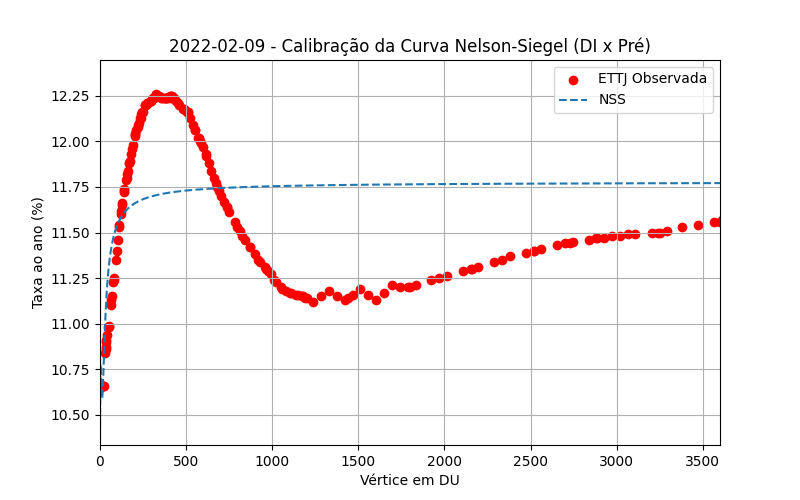 2022-02-09 - Calibração da Curva Nelson-Siegel (DI x Pré)
ETTJ Observada
NSS
Taxa ao ano (%)
12.25
12.00
11.75
11.50
11.25
11.00
10.75
10.50
0 500 1000 1500 2000 2500 3000 3500
Vértice em DU